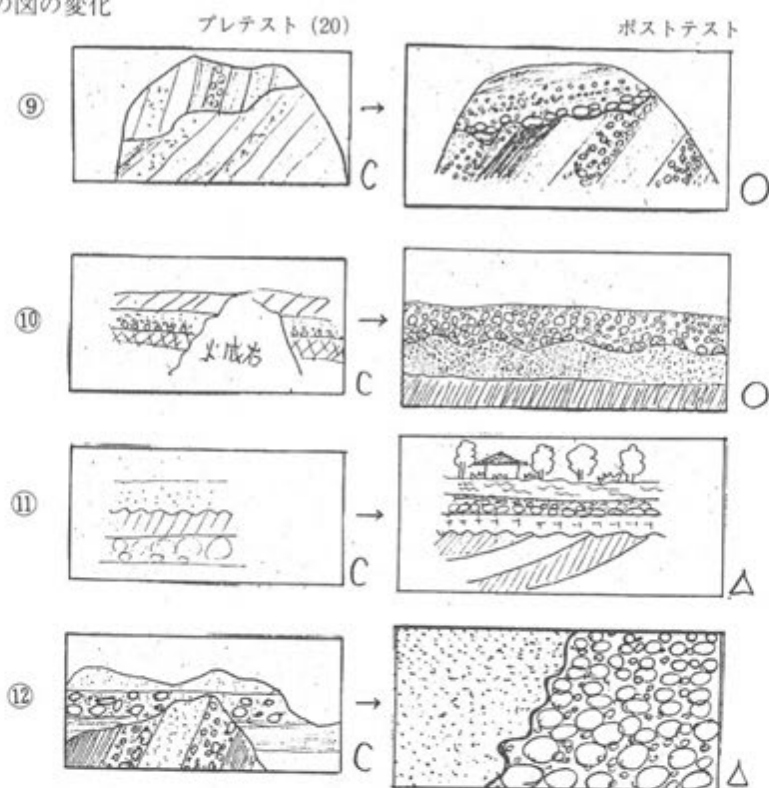 の図の変化
プレテスト (20)
ポストテスト
⑨
→
C
○
⑩
火成岩
→
C
○
⑪
→
C
△
⑫
→
C
△